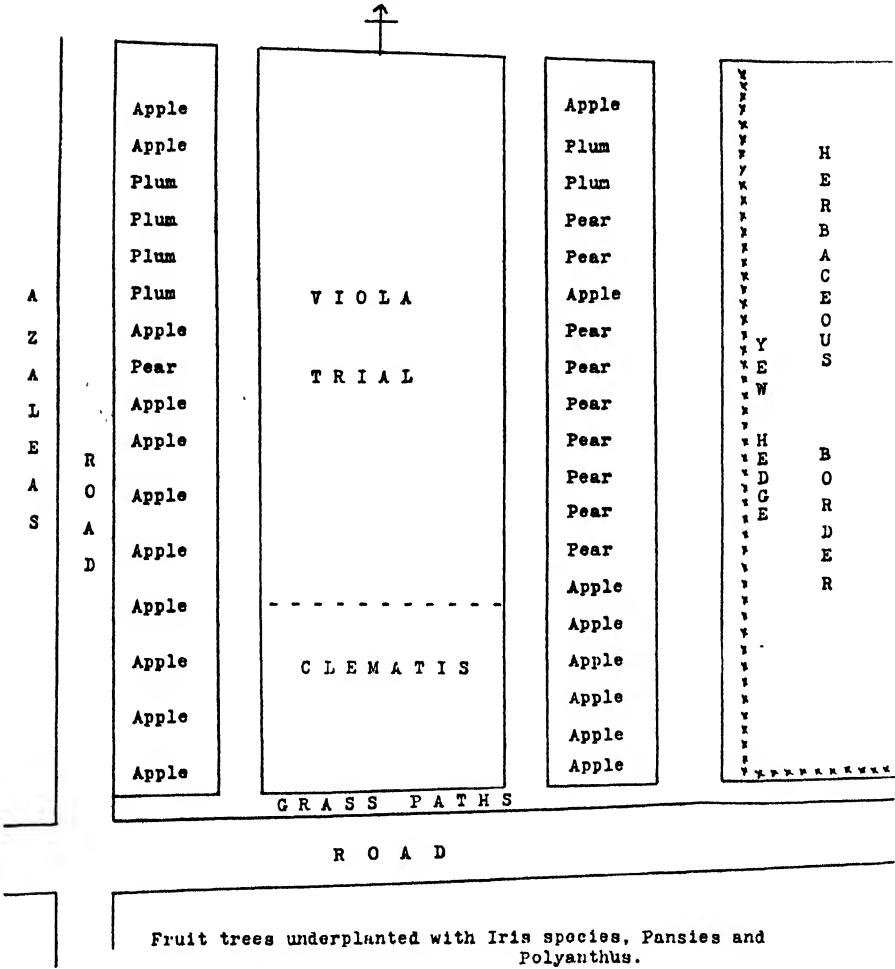 AZALEAS
ROAD
Apple
Apple
Plum
Plum
Plum
Plum
Apple
Pear
Apple
Apple
Apple
Apple
Apple
Apple
Apple
Apple
VIOLA
TRIAL
CLEMATIS
Apple
Plum
Plum
Pear
Pear
Apple
Pear
Pear
Pear
Pear
Pear
Pear
Pear
Apple
Apple
Apple
Apple
Apple
Apple
YEW HEDGE
HERBACEOUS BORDER
GRASS PATHS
ROAD
Fruit trees underplanted with Iris species, Pansies and
Polyanthus.